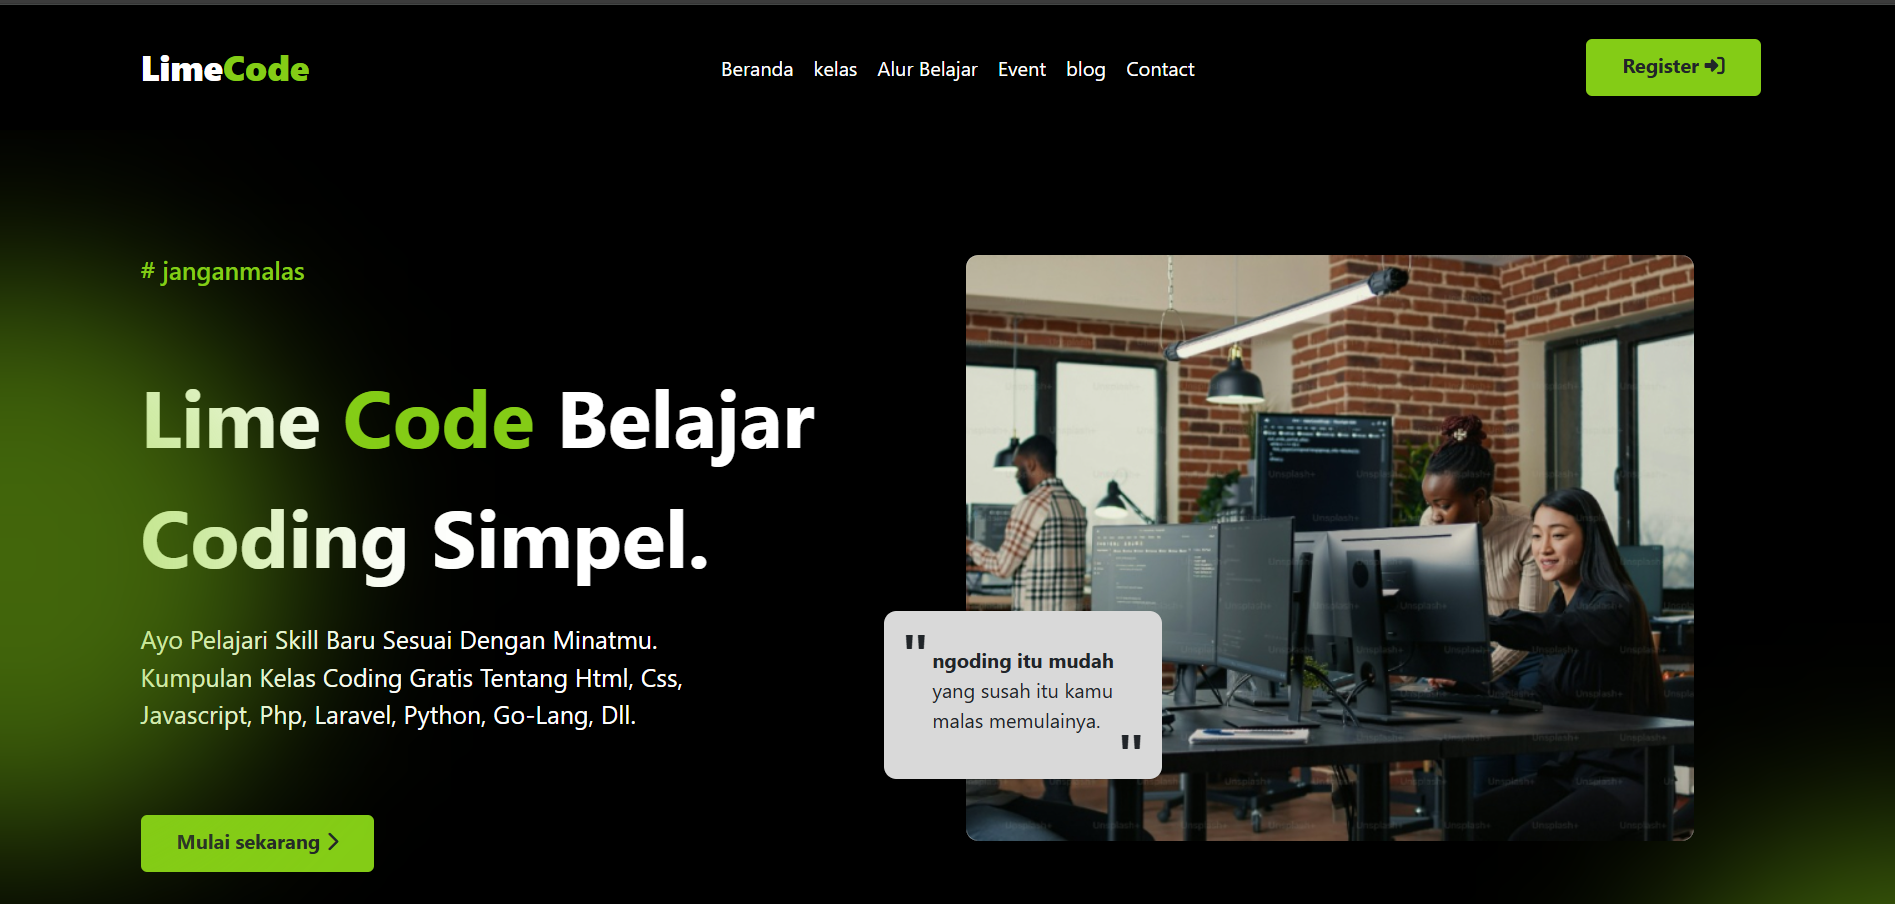 LimeCode
Beranda kelas Alur Belajar Event blog Contact
Register
# janganmalas
Lime Code Belajar
Coding Simpel.
Ayo Pelajari Skill Baru Sesuai Dengan Minatmu.
Kumpulan Kelas Coding Gratis Tentang Html, Css,
Javascript, Php, Laravel, Python, Go-Lang, Dll.
Mulai sekarang
"ngoding itu mudah
yang susah itu kamu
malas memulainya.
"
Unsplash+